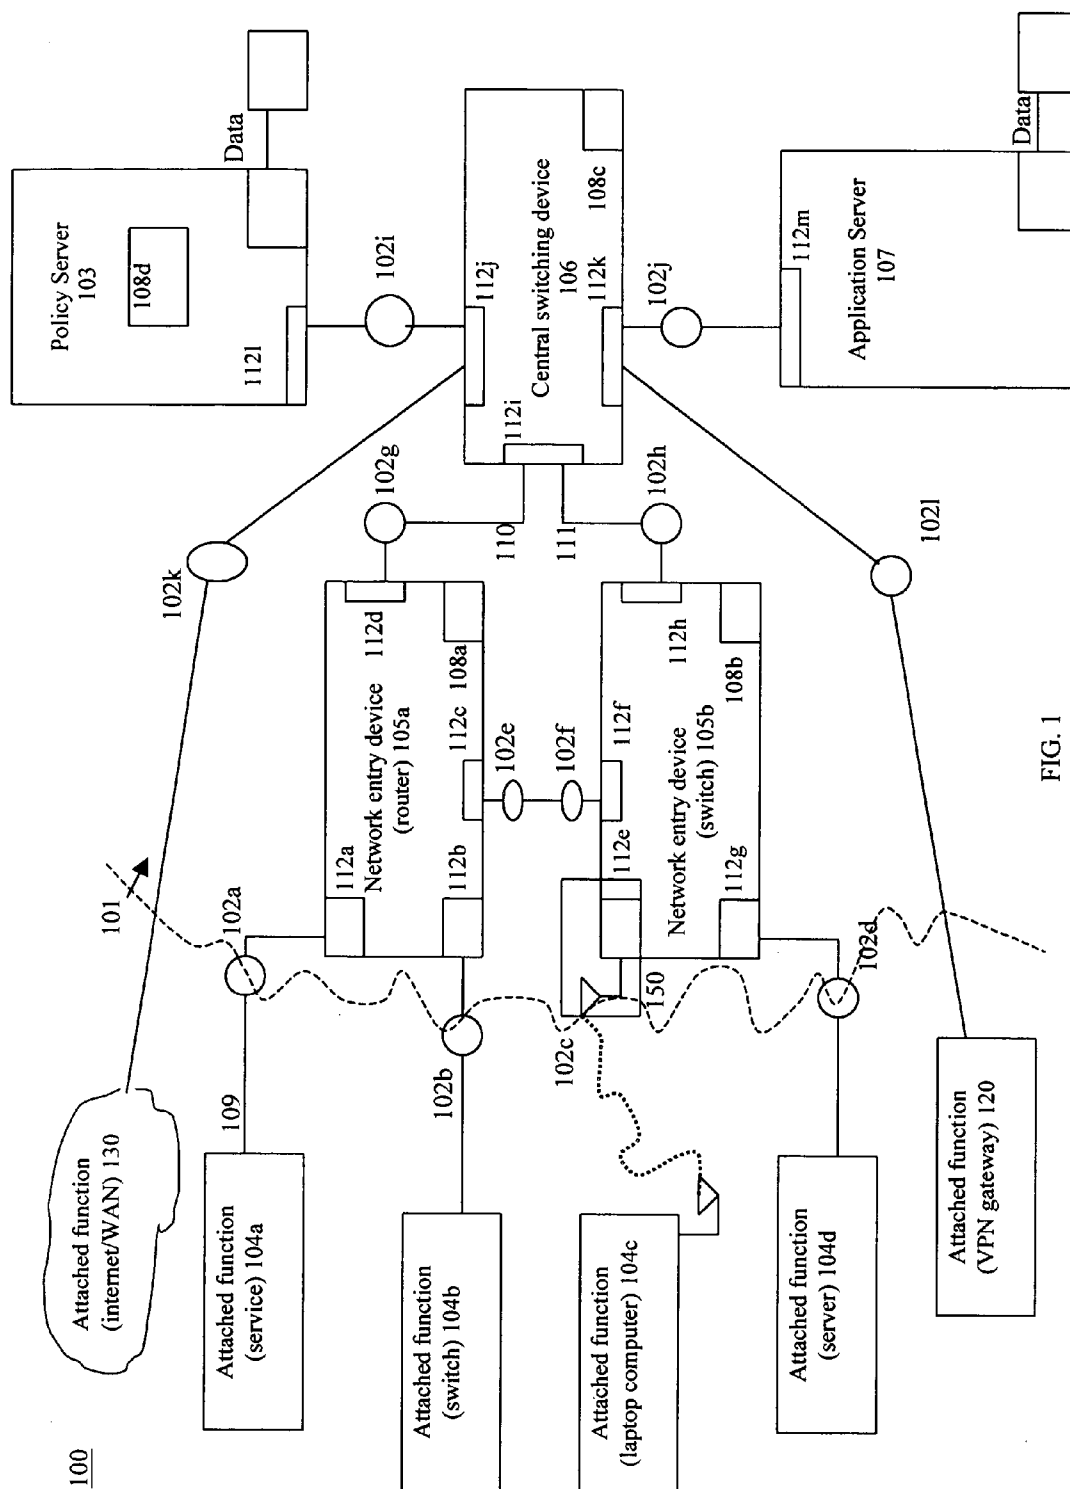 100
Attached function
(internet/WAN) 130
Attached function
(service) 104a
Attached function
(switch) 104b
Attached function
(laptop computer) 104c
Attached function
(server) 104d
Attached function
(VPN gateway) 120
109
101
102a
102b
102c
150
102d
102k
112a
Network entry device
(router) 105a
112b
112c
112d
108a
102e
102f
112e
112f
Network entry device
(switch) 105b
112g
112h
108b
102g
110
111
102h
102l
112i
112j
Central switching device
106
112k
108c
102i
102j
Policy Server
103
108d
112l
Data
Application Server
107
112m
Data
FIG. 1